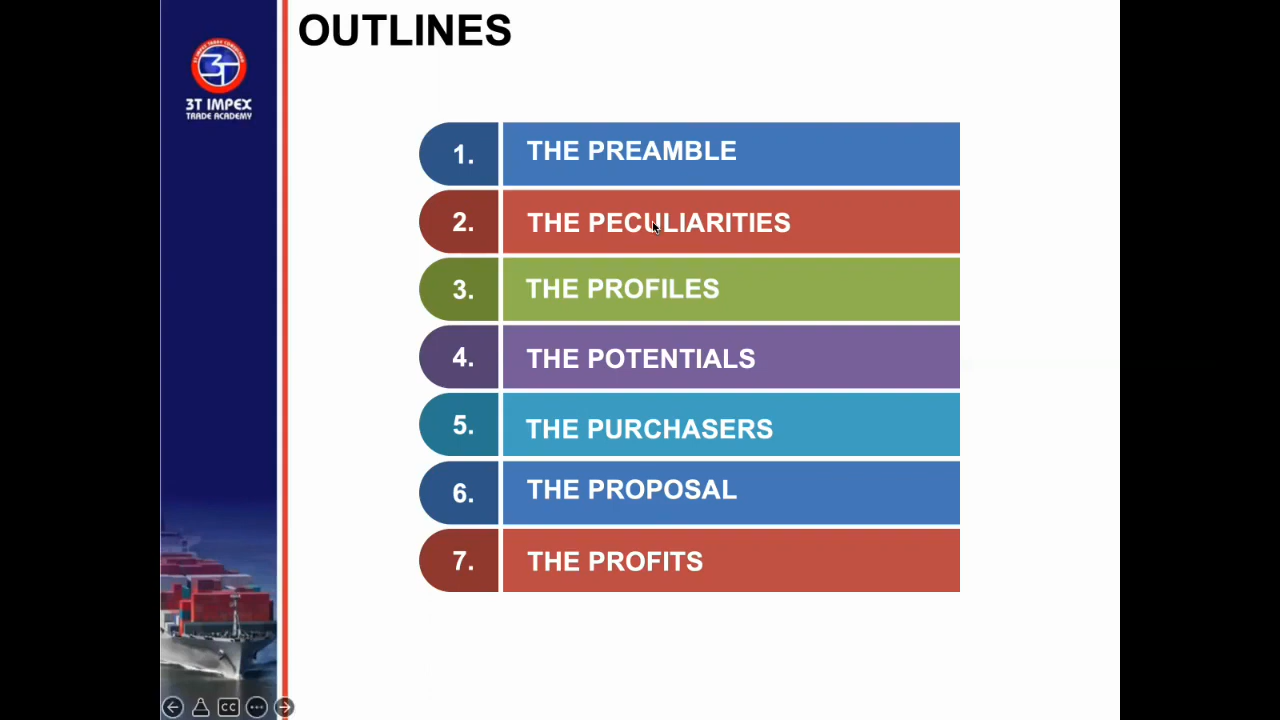 OUTLINES
3T IMPEX
TRADE ACADEMY
1. THE PREAMBLE
2. THE PECULIARITIES
3. THE PROFILES
4. THE POTENTIALS
5. THE PURCHASERS
6. THE PROPOSAL
7. THE PROFITS
CC